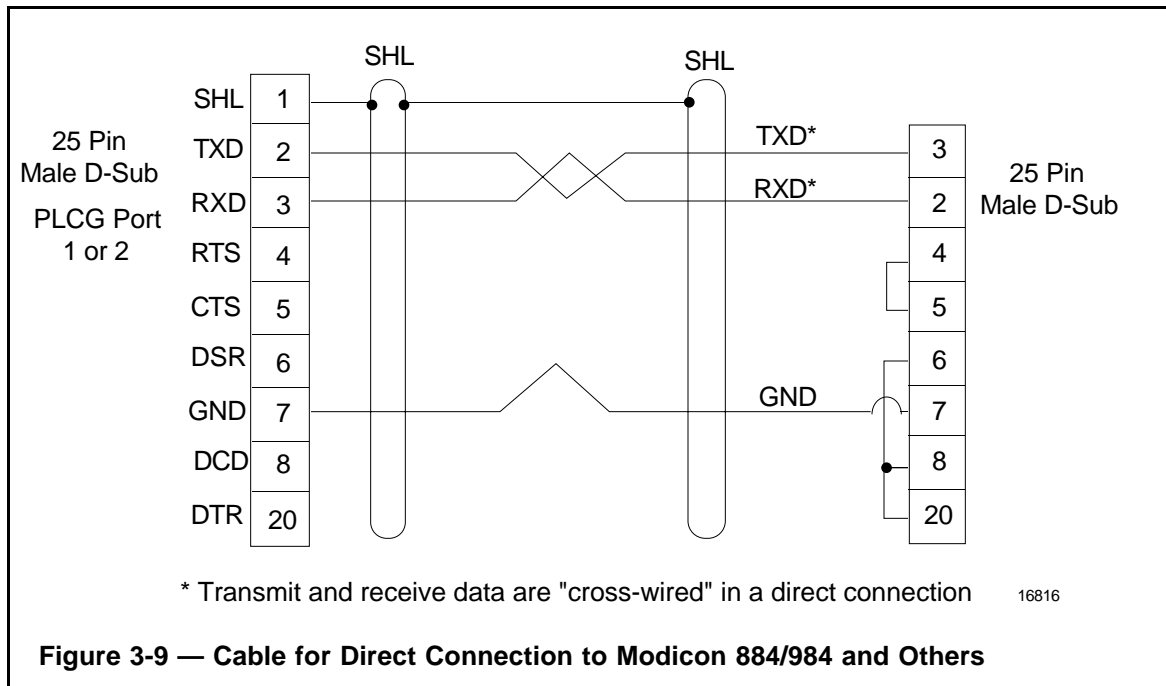 SHL
SHL
SHL 1
25 Pin
Male D-Sub
PLCG Port
1 or 2
TXD 2
RXD 3
RTS 4
CTS 5
DSR 6
GND 7
DCD 8
DTR 20
TXD*
RXD*
GND
3
2
4
5
6
7
8
20
25 Pin
Male D-Sub
* Transmit and receive data are "cross-wired" in a direct connection 16816
Figure 3-9 — Cable for Direct Connection to Modicon 884/984 and Others